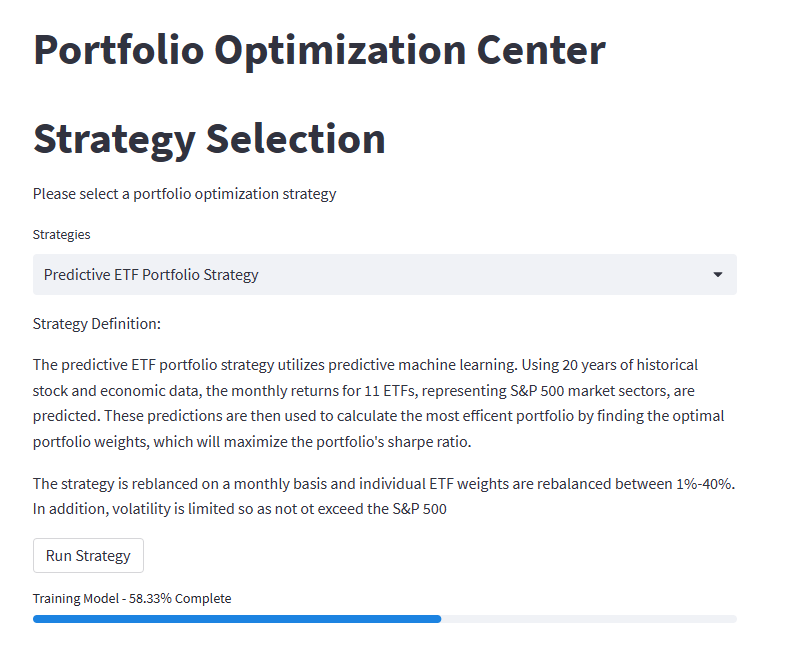 Portfolio Optimization Center
Strategy Selection
Please select a portfolio optimization strategy
Strategies
Predictive ETF Portfolio Strategy
Strategy Definition:
The predictive ETF portfolio strategy utilizes predictive machine learning. Using 20 years of historical
stock and economic data, the monthly returns for 11 ETFs, representing S&P 500 market sectors, are
predicted. These predictions are then used to calculate the most efficent portfolio by finding the optimal
portfolio weights, which will maximize the portfolio's sharpe ratio.
The strategy is reblanced on a monthly basis and individual ETF weights are rebalanced between 1%-40%.
In addition, volatility is limited so as not ot exceed the S&P 500
Run Strategy
Training Model - 58.33% Complete